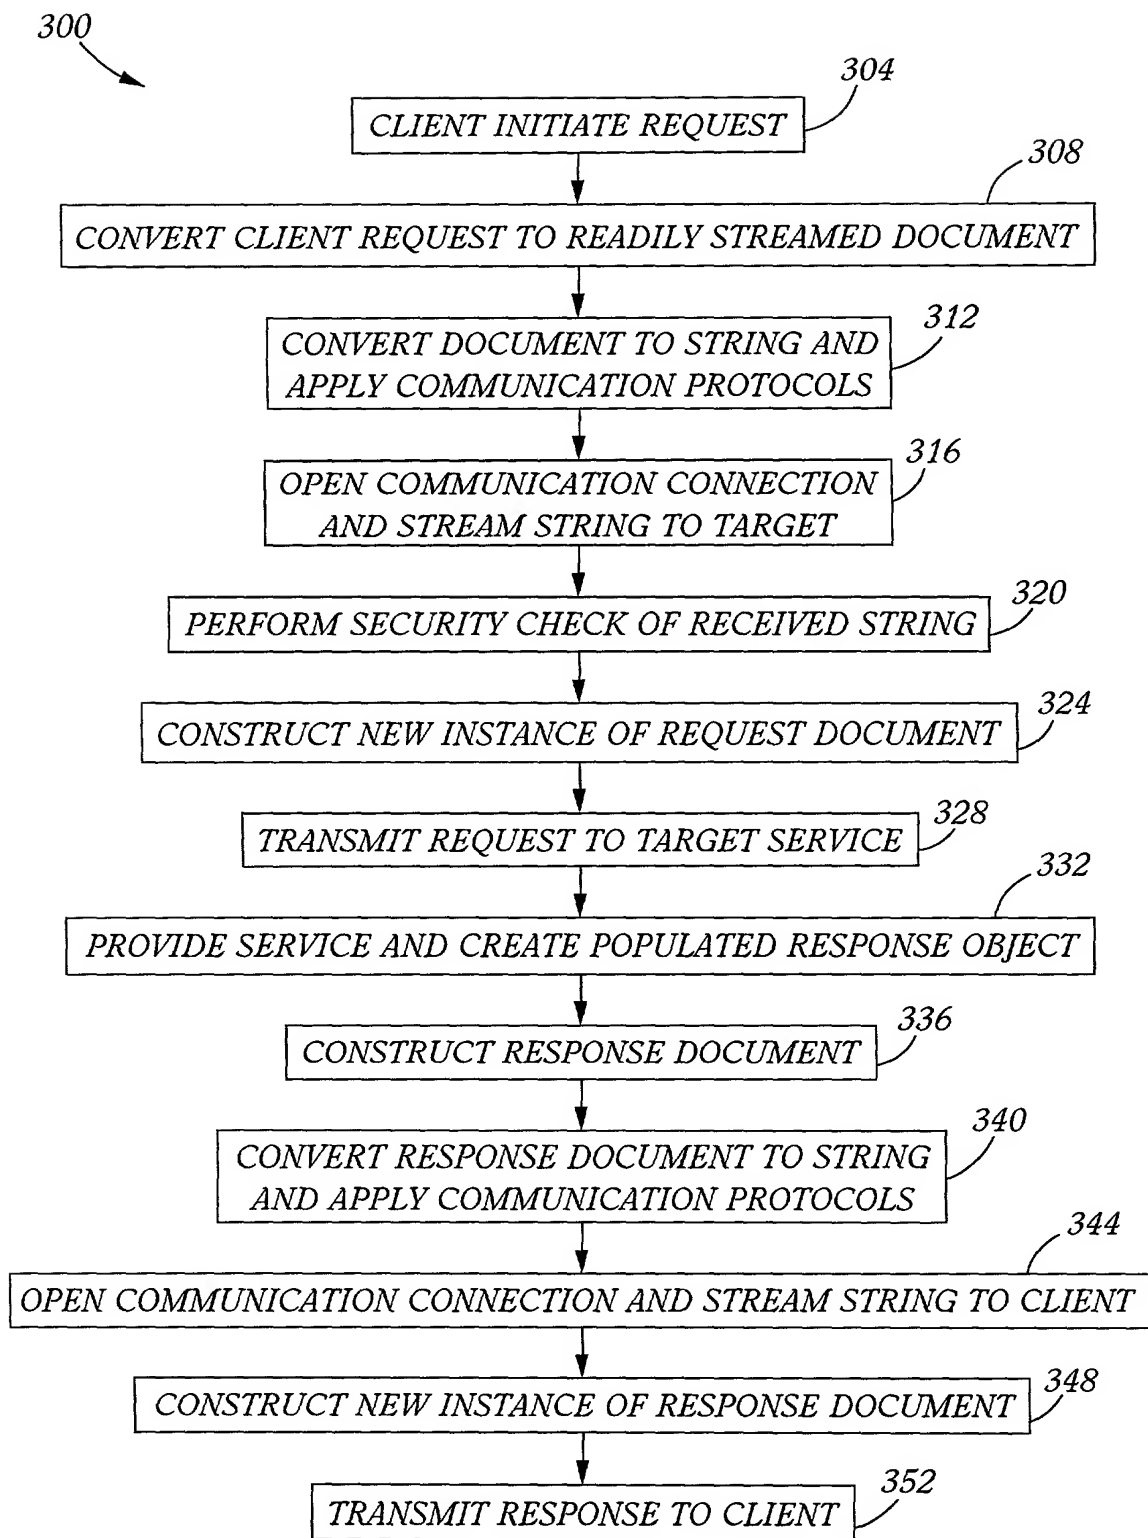 300
304
CLIENT INITIATE REQUEST
308
CONVERT CLIENT REQUEST TO READILY STREAMED DOCUMENT
312
CONVERT DOCUMENT TO STRING AND
APPLY COMMUNICATION PROTOCOLS
316
OPEN COMMUNICATION CONNECTION
AND STREAM STRING TO TARGET
320
PERFORM SECURITY CHECK OF RECEIVED STRING
324
CONSTRUCT NEW INSTANCE OF REQUEST DOCUMENT
328
TRANSMIT REQUEST TO TARGET SERVICE
332
PROVIDE SERVICE AND CREATE POPULATED RESPONSE OBJECT
336
CONSTRUCT RESPONSE DOCUMENT
340
CONVERT RESPONSE DOCUMENT TO STRING
AND APPLY COMMUNICATION PROTOCOLS
344
OPEN COMMUNICATION CONNECTION AND STREAM STRING TO CLIENT
348
CONSTRUCT NEW INSTANCE OF RESPONSE DOCUMENT
352
TRANSMIT RESPONSE TO CLIENT